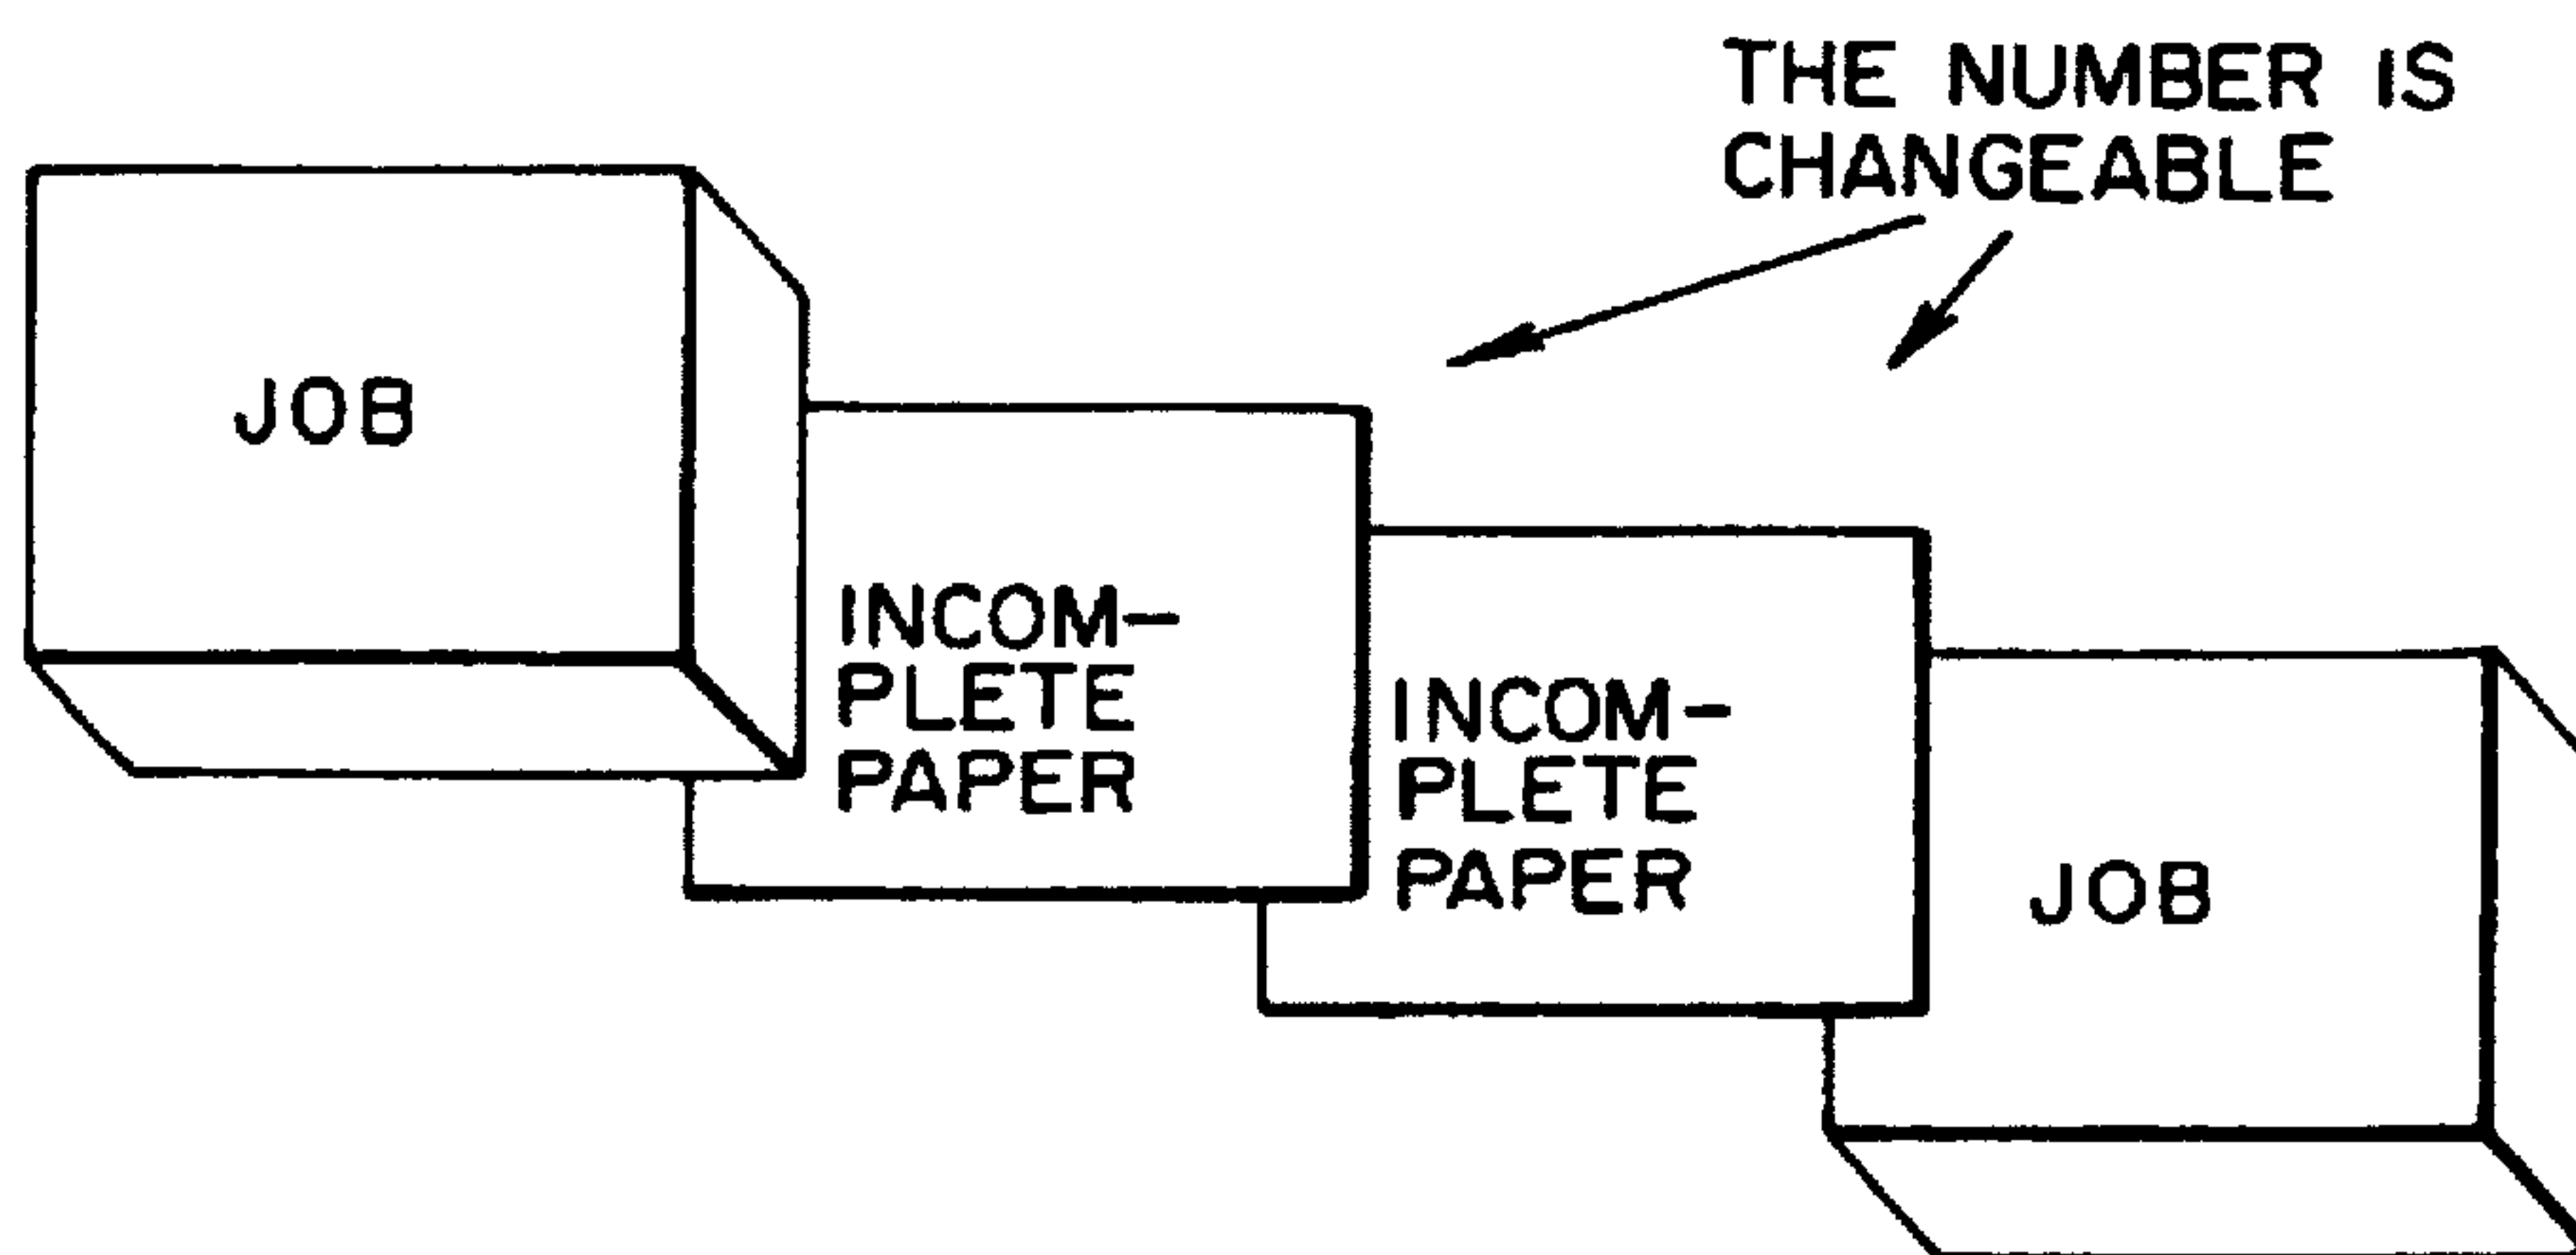 THE NUMBER IS
CHANGEABLE
JOB
INCOM-
PLETE
PAPER
INCOM-
PLETE
PAPER
JOB